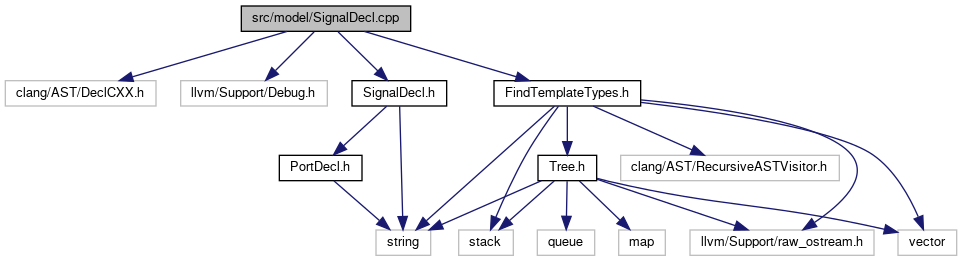 src/model/SignalDecl.cpp
clang/AST/DeclCXX.h
llvm/Support/Debug.h
SignalDecl.h
FindTemplateTypes.h
PortDecl.h
Tree.h
clang/AST/RecursiveASTVisitor.h
string
stack
queue
map
llvm/Support/raw_ostream.h
vector